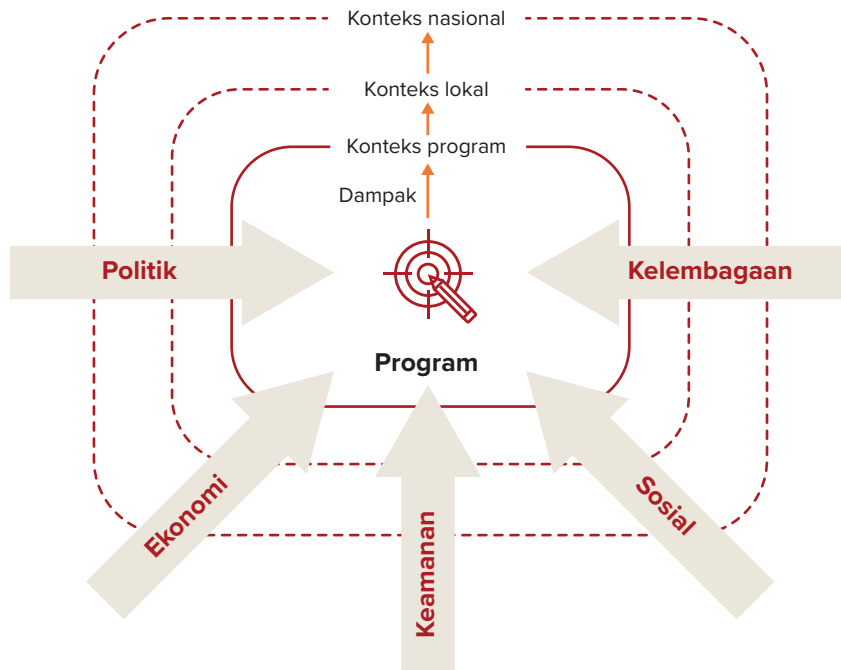 Konteks nasional
Konteks lokal
Konteks program
Dampak
Politik
Kelembagaan
Program
Ekonomi
Keamanan
Sosial